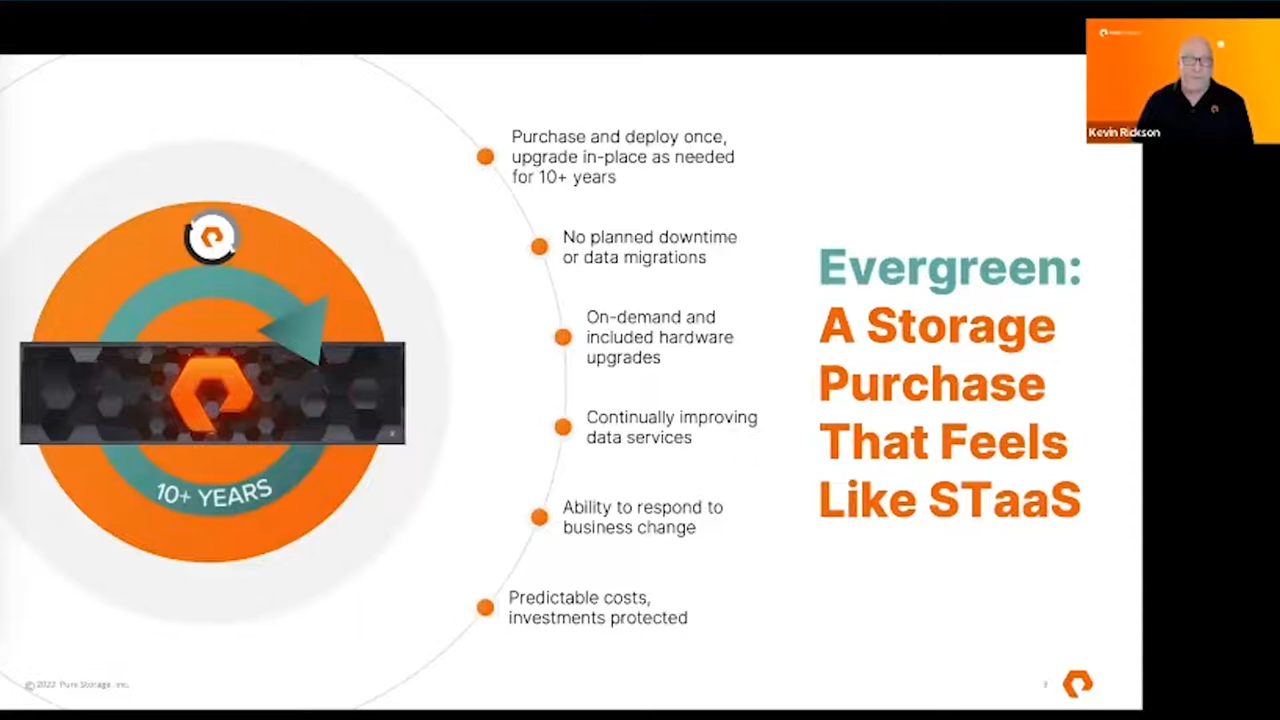 Purchase and deploy once,
upgrade in-place as needed
for 10+ years
No planned downtime
or data migrations
On-demand and
included hardware
upgrades
Continually improving
data services
Ability to respond to
business change
Predictable costs,
investments protected
10+ YEARS
Evergreen:
A Storage
Purchase
That Feels
Like STaaS
Kevin Rickson
Pure Storage, Inc.